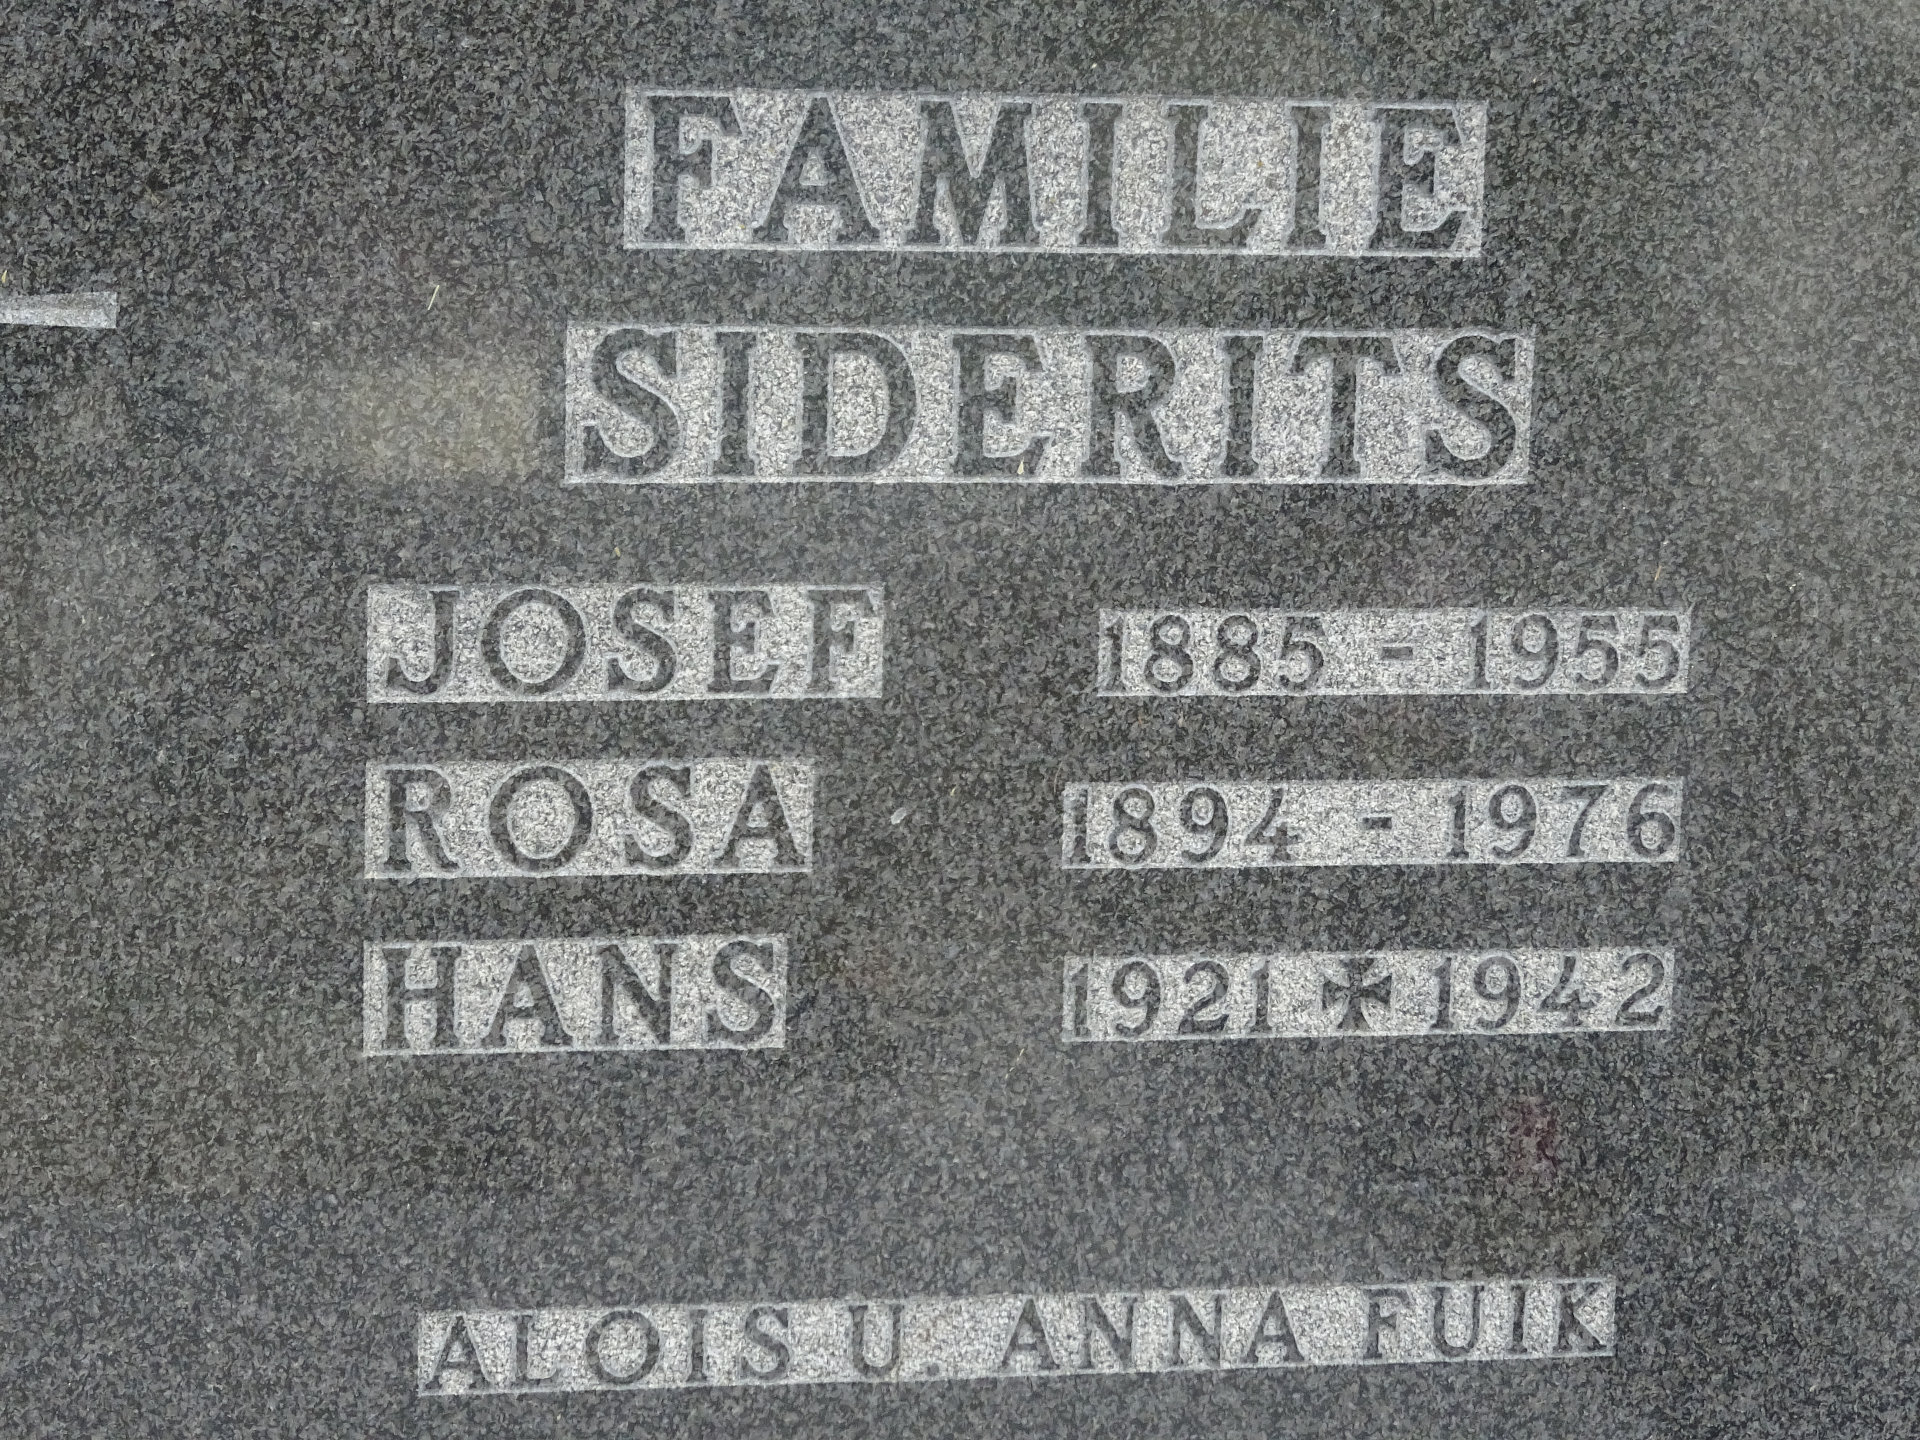 FAMILIE
SIDERITS
JOSEF 1885 - 1955
ROSA 1894 - 1976
HANS 1921 ✠ 1942
ALOIS U. ANNA FUIK